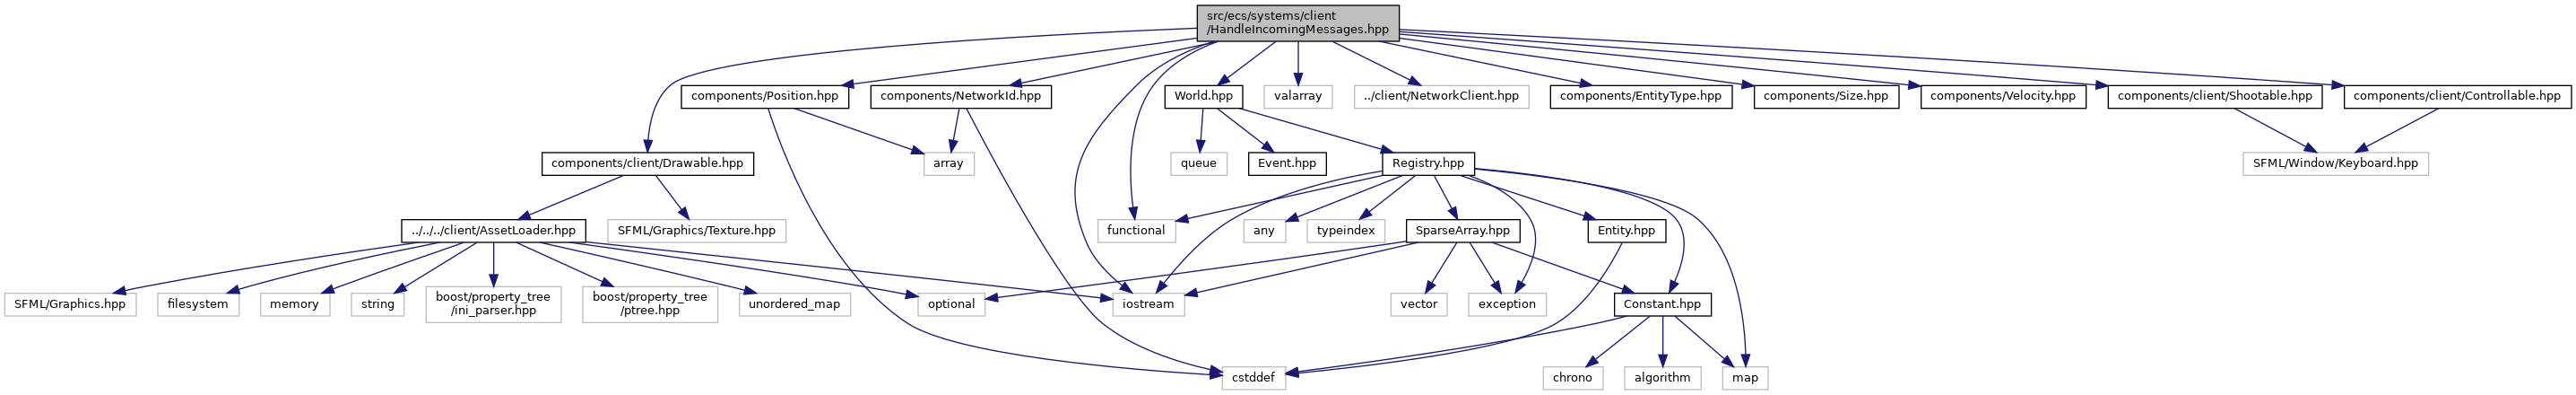 src/ecs/systems/client
/HandleIncomingMessages.hpp
components/Position.hpp
components/NetworkId.hpp
World.hpp
valarray
../client/NetworkClient.hpp
components/EntityType.hpp
components/Size.hpp
components/Velocity.hpp
components/client/Shootable.hpp
components/client/Controllable.hpp
components/client/Drawable.hpp
array
queue
Event.hpp
Registry.hpp
SFML/Window/Keyboard.hpp
../../../client/AssetLoader.hpp
SFML/Graphics/Texture.hpp
functional
any
typeindex
SparseArray.hpp
Entity.hpp
SFML/Graphics.hpp
filesystem
memory
string
boost/property_tree
/ini_parser.hpp
boost/property_tree
/ptree.hpp
unordered_map
optional
iostream
vector
exception
Constant.hpp
cstddef
chrono
algorithm
map